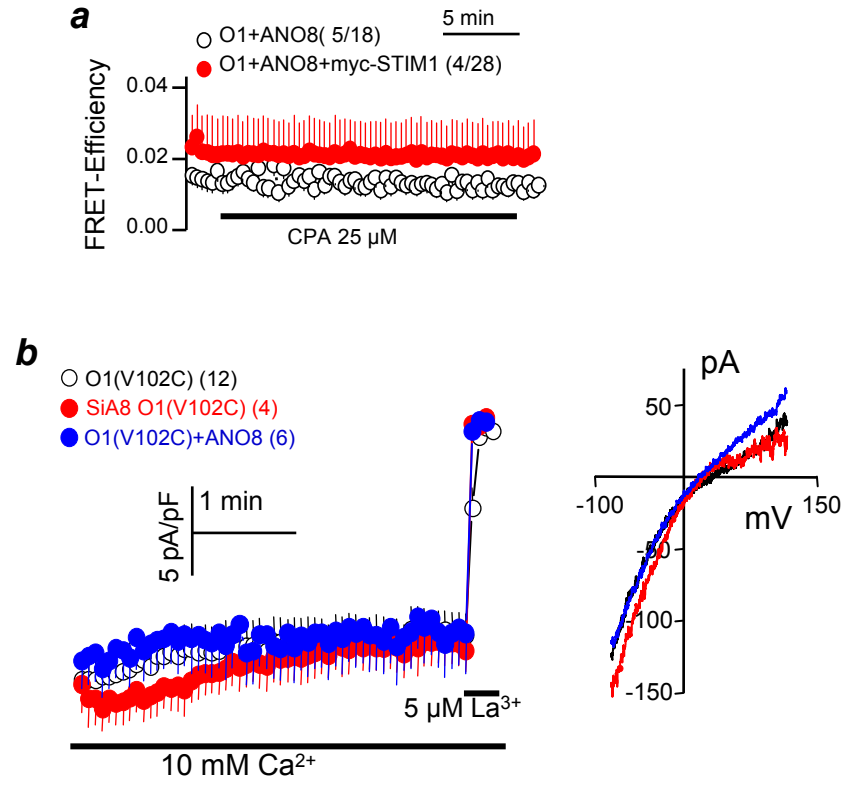 a
5 min
O1+ANO8( 5/18)
O1+ANO8+myc-STIM1 (4/28)
FRET-Efficiency
0.04
0.02
0.00
CPA 25 µM
b
O1(V102C) (12)
SiA8 O1(V102C) (4)
O1(V102C)+ANO8 (6)
1 min
5 pA/pF
5 µM La³⁺
10 mM Ca²⁺
pA
50
-100
150
mV
-50
-100
-150